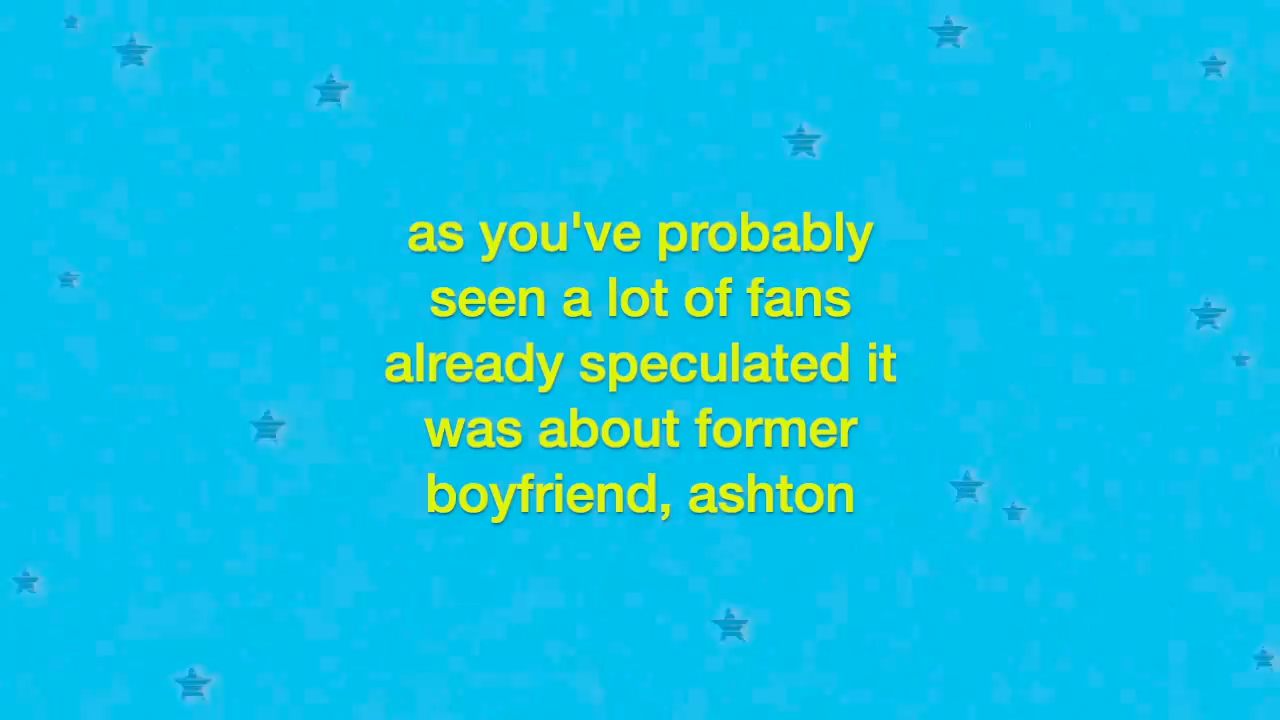 as you've probably
seen a lot of fans
already speculated it
was about former
boyfriend, ashton